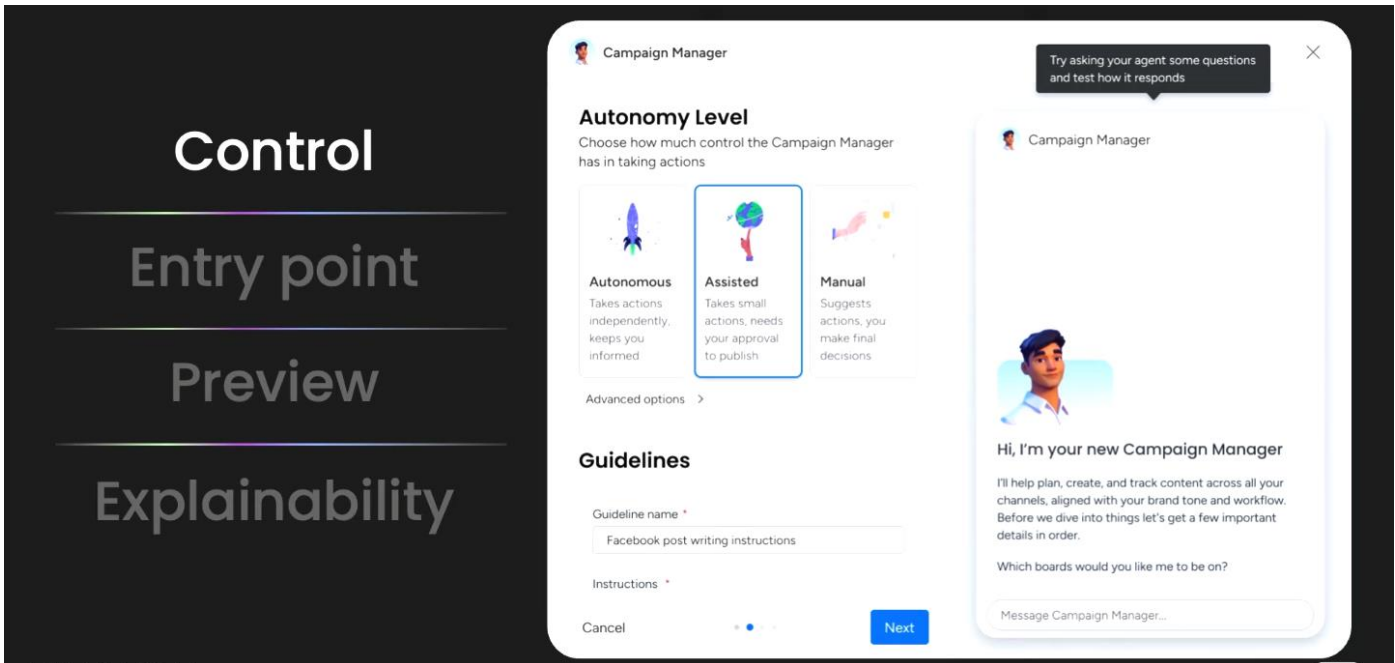 Control
Entry point
Preview
Explainability
Campaign Manager
Autonomy Level
Choose how much control the Campaign Manager
has in taking actions
Autonomous
Takes actions
independently,
keeps you
informed
Assisted
Takes small
actions, needs
your approval
to publish
Manual
Suggests
actions, you
make final
decisions
Advanced options >
Guidelines
Guideline name *
Facebook post writing instructions
Instructions *
Cancel
Next
Try asking your agent some questions
and test how it responds
Campaign Manager
Hi, I'm your new Campaign Manager
I'll help plan, create, and track content across all your
channels, aligned with your brand tone and workflow.
Before we dive into things let's get a few important
details in order.
Which boards would you like me to be on?
Message Campaign Manager...